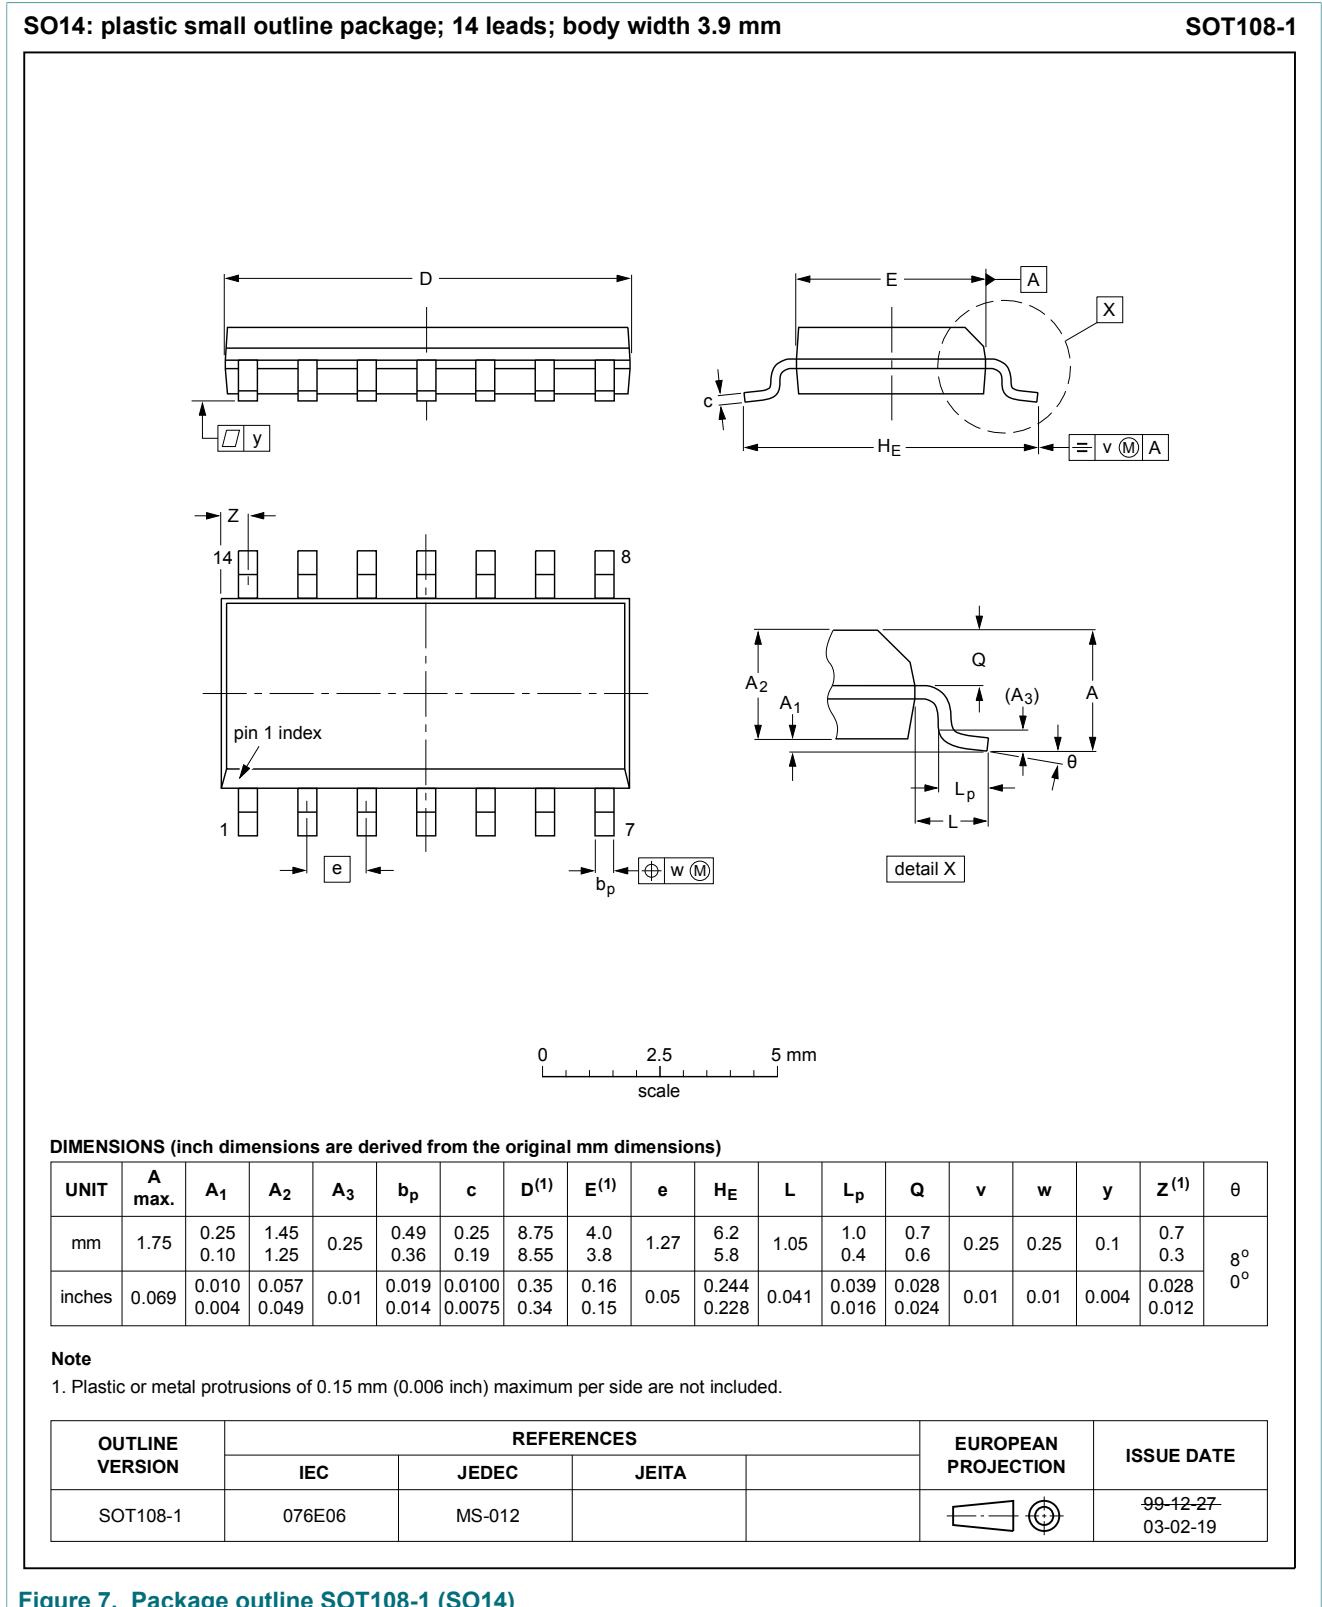 SO14: plastic small outline package; 14 leads; body width 3.9 mm SOT108-1
D
E
A
X
c
y
HE
v M A
Z
14
8
pin 1 index
1
7
e
bp
w M
A2
A1
Q
(A3)
A
θ
Lp
L
detail X
0 2.5 5 mm
scale
DIMENSIONS (inch dimensions are derived from the original mm dimensions)
UNIT A max. A1 A2 A3 bp c D(1) E(1) e HE L Lp Q v w y Z(1) θ
mm 1.75 0.25 0.10 1.45 1.25 0.25 0.49 0.36 0.25 0.19 8.75 8.55 4.0 3.8 1.27 6.2 5.8 1.05 1.0 0.4 0.7 0.6 0.25 0.25 0.1 0.7 0.3 8° 0°
inches 0.069 0.010 0.004 0.057 0.049 0.01 0.019 0.014 0.0100 0.0075 0.35 0.34 0.16 0.15 0.05 0.244 0.228 0.041 0.039 0.016 0.028 0.024 0.01 0.01 0.004 0.028 0.012
Note
1. Plastic or metal protrusions of 0.15 mm (0.006 inch) maximum per side are not included.
OUTLINE VERSION REFERENCES EUROPEAN PROJECTION ISSUE DATE
IEC JEDEC JEITA
SOT108-1 076E06 MS-012 99-12-27 03-02-19
Figure 7. Package outline SOT108-1 (SO14)